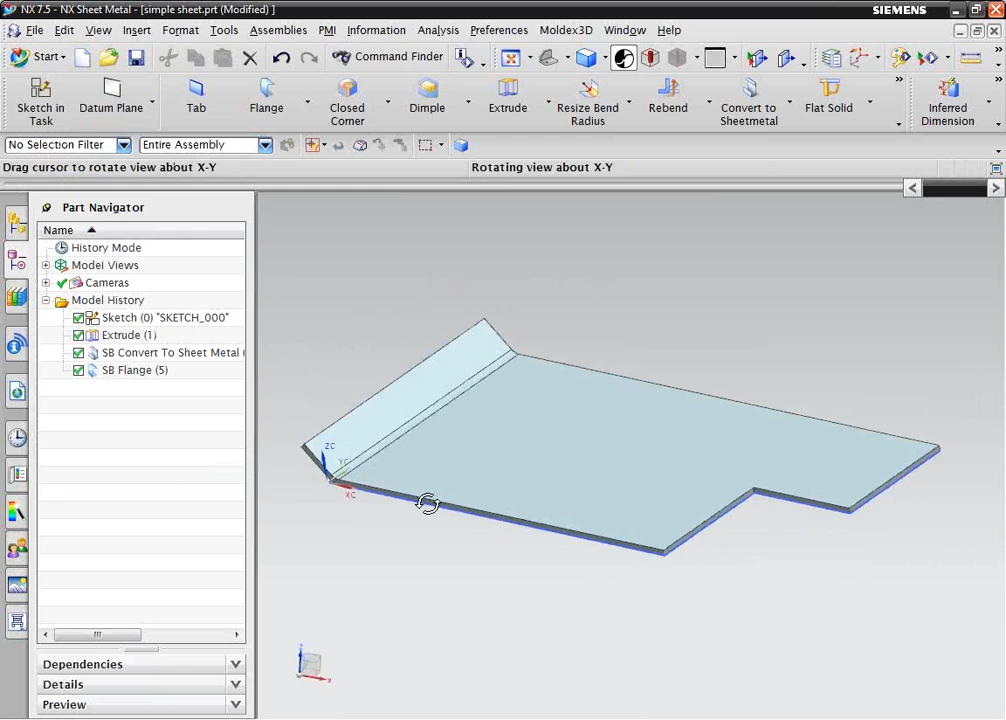 NX 7.5 - NX Sheet Metal - [simple sheet.prt (Modified) ]
SIEMENS
File Edit View Insert Format Tools Assemblies PMI Information Analysis Preferences Moldex3D Window Help
Start Command Finder
Sketch in Task
Datum Plane
Tab
Flange
Closed Corner
Dimple
Extrude
Resize Bend Radius
Rebend
Convert to Sheetmetal
Flat Solid
Inferred Dimension
No Selection Filter Entire Assembly
Drag cursor to rotate view about X-Y Rotating view about X-Y
Part Navigator
Name
History Mode
Model Views
Cameras
Model History
Sketch (0) "SKETCH_000"
Extrude (1)
SB Convert To Sheet Metal (
SB Flange (5)
ZC
YC
XC
Dependencies
Details
Preview